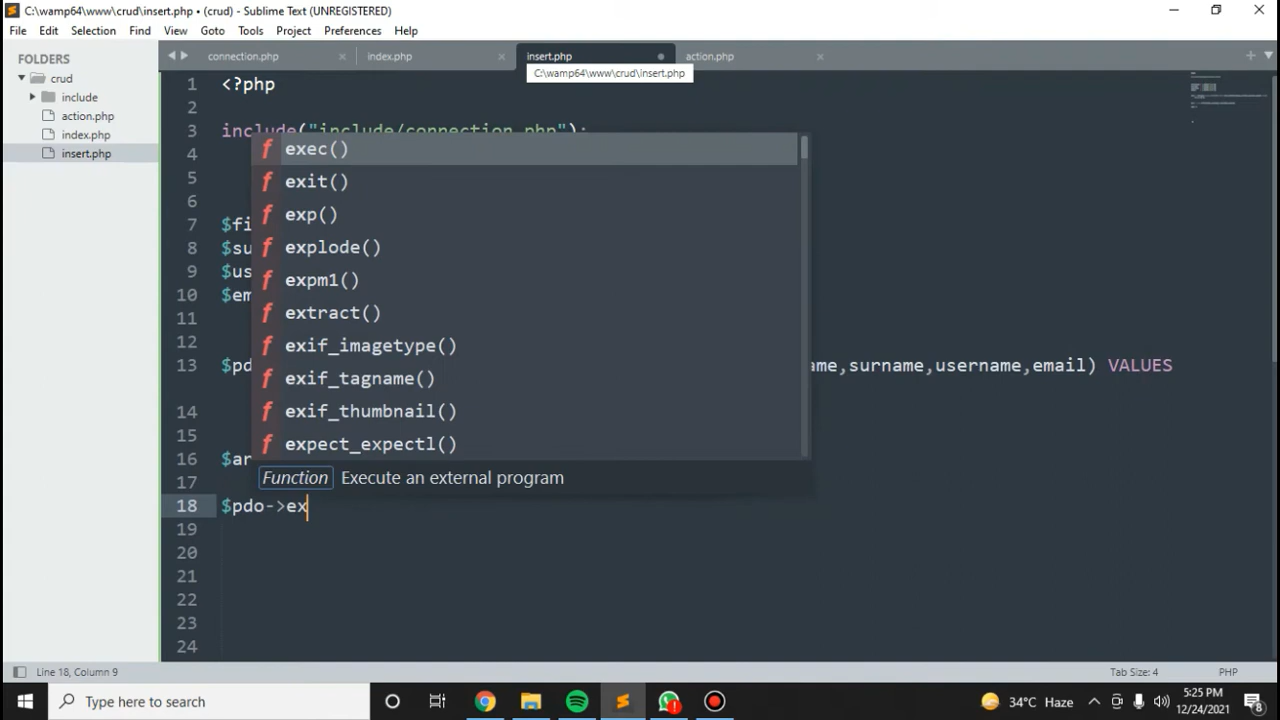 C:\wamp64\www\crud\insert.php • (crud) - Sublime Text (UNREGISTERED)
File Edit Selection Find View Goto Tools Project Preferences Help
FOLDERS
crud
include
action.php
index.php
insert.php
connection.php index.php insert.php action.php
C:\wamp64\www\crud\insert.php
1 <?php
2
3 include("include/connection.php");
4
5
6
7 $fi
8 $su
9 $us
10 $em
11
12
13 $pd me,surname,username,email) VALUES
14
15
16 $ar
17
18 $pdo->ex
19
20
21
22
23
24
f exec()
f exit()
f exp()
f explode()
f expm1()
f extract()
f exif_imagetype()
f exif_tagname()
f exif_thumbnail()
f expect_expectl()
Function Execute an external program
Line 18, Column 9 Tab Size: 4 PHP
Type here to search
34°C Haze
5:25 PM
12/24/2021
8